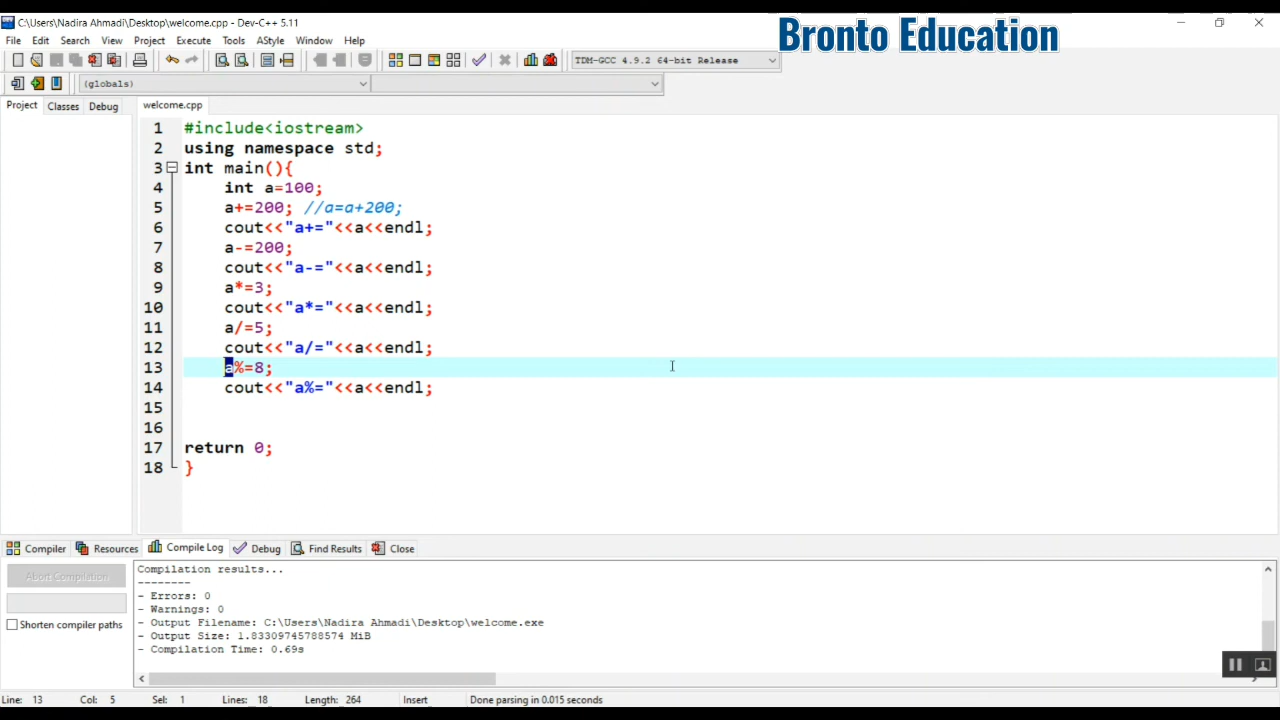 C:\Users\Nadira Ahmadi\Desktop\welcome.cpp - Dev-C++ 5.11
Bronto Education
File Edit Search View Project Execute Tools AStyle Window Help
TDM-GCC 4.9.2 64-bit Release
(globals)
Project Classes Debug welcome.cpp
1 #include<iostream>
2 using namespace std;
3 int main(){
4 int a=100;
5 a+=200; //a=a+200;
6 cout<<"a+="<<a<<endl;
7 a-=200;
8 cout<<"a-="<<a<<endl;
9 a*=3;
10 cout<<"a*="<<a<<endl;
11 a/=5;
12 cout<<"a/="<<a<<endl;
13 a%=8;
14 cout<<"a%="<<a<<endl;
15
16
17 return 0;
18 }
Compiler Resources Compile Log Debug Find Results Close
Abort Compilation
Shorten compiler paths
Compilation results...
--------
- Errors: 0
- Warnings: 0
- Output Filename: C:\Users\Nadira Ahmadi\Desktop\welcome.exe
- Output Size: 1.83309745788574 MiB
- Compilation Time: 0.69s
Line: 13 Col: 5 Sel: 1 Lines: 18 Length: 264 Insert Done parsing in 0.015 seconds